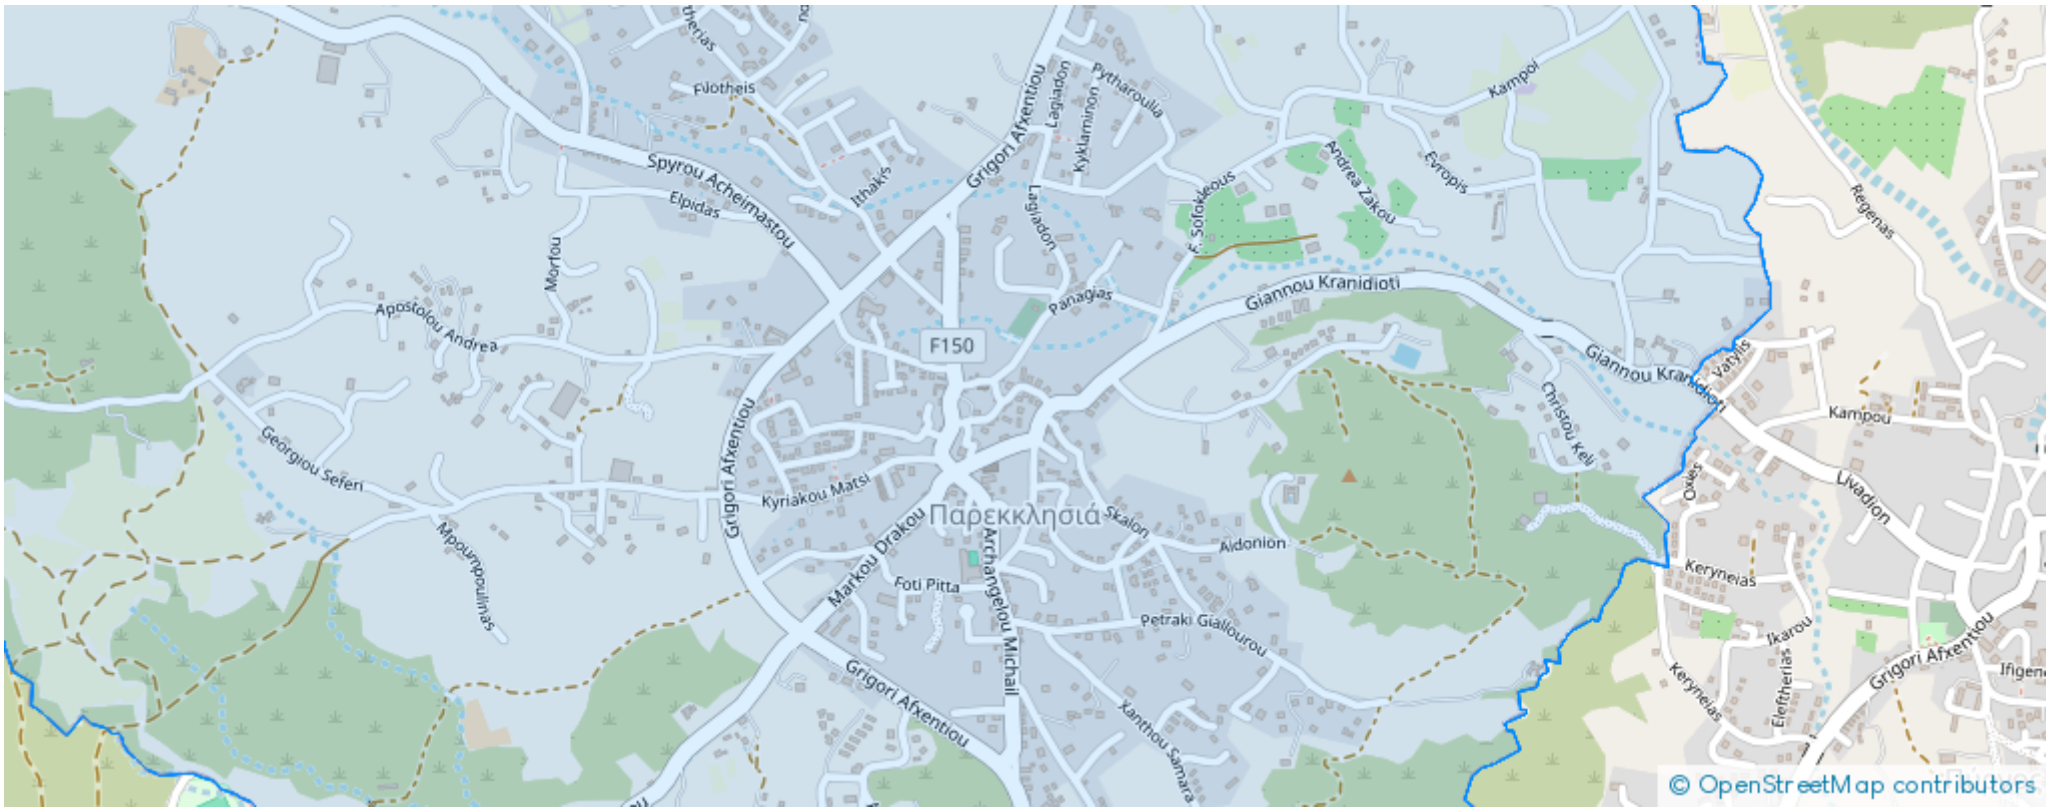 Filotheis
Grigori Afxentiou
Lagiadon
Kyklaminon
Pytharoulia
Kampoi
Spyrou Acheimastou
Elpidas
Ithakis
Lagiadon
F. Sofokleous
Andrea Zakou
Evropis
Regenas
Morfou
Apostolou Andrea
Panagias
Giannou Kranidioti
F150
Giannou Kranidioti
Vatylis
Christou Keli
Kampou
Georgiou Seferi
Grigori Afxentiou
Kyriakou Matsi
Oxies
Livadion
Παρεκκλησιά
Skalon
Aidonion
Mpoumpoulinas
Markou Drakou
Foti Pitta
Archangelou Michail
Petraki Giallourou
Keryneias
Ikarou
Eleftherias
Grigori Afxentiou
Keryneias
Grigori Afxentiou
Xanthou Samara
© OpenStreetMap contributors